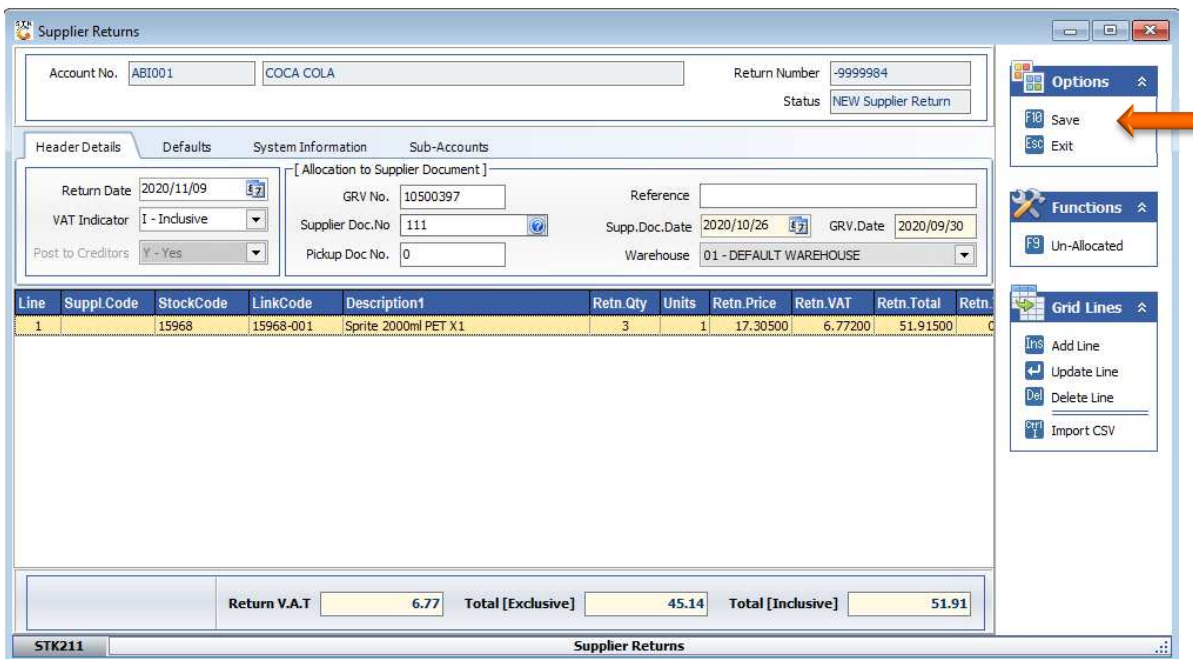 STK Supplier Returns
Account No. ABI001 COCA COLA Return Number -9999984
Status NEW Supplier Return
Header Details Defaults System Information Sub-Accounts
[ Allocation to Supplier Document ]
Return Date 2020/11/09 GRV No. 10500397 Reference
VAT Indicator I - Inclusive Supplier Doc.No 111 Supp.Doc.Date 2020/10/26 GRV.Date 2020/09/30
Post to Creditors Y - Yes Pickup Doc No. 0 Warehouse 01 - DEFAULT WAREHOUSE
Line Suppl.Code StockCode LinkCode Description1 Retn.Qty Units Retn.Price Retn.VAT Retn.Total Retn.
1 15968 15968-001 Sprite 2000ml PET X1 3 1 17.30500 6.77200 51.91500 0
Return V.A.T 6.77 Total [Exclusive] 45.14 Total [Inclusive] 51.91
STK211 Supplier Returns
Options
F10 Save
Esc Exit
Functions
F9 Un-Allocated
Grid Lines
Ins Add Line
Update Line
Del Delete Line
Ctrl I Import CSV